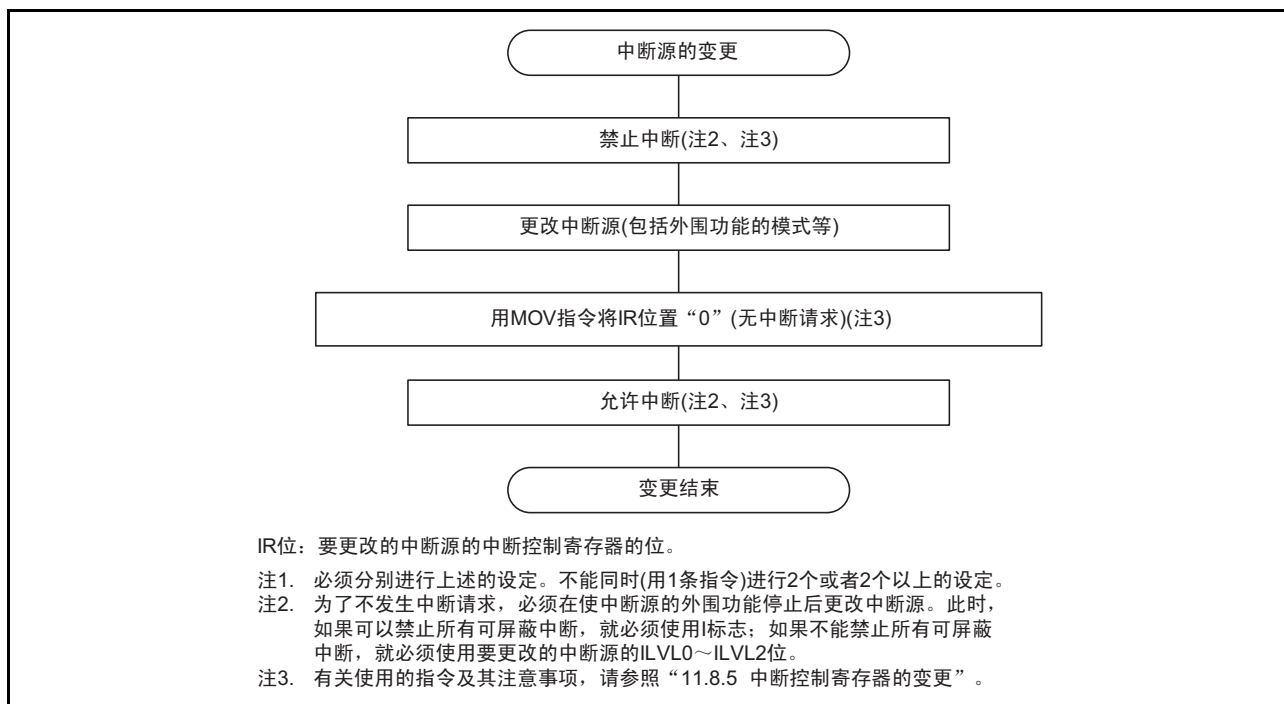 中断源的变更
禁止中断(注2、注3)
更改中断源(包括外围功能的模式等)
用MOV指令将IR位置“0”(无中断请求)(注3)
允许中断(注2、注3)
变更结束
IR位：要更改的中断源的中断控制寄存器的位。
注1. 必须分别进行上述的设定。不能同时(用1条指令)进行2个或者2个以上的设定。
注2. 为了不发生中断请求，必须在使中断源的外围功能停止后更改中断源。此时，
如果可以禁止所有可屏蔽中断，就必须使用I标志；如果不能禁止所有可屏蔽
中断，就必须使用要更改的中断源的ILVL0～ILVL2位。
注3. 有关使用的指令及其注意事项，请参照“11.8.5 中断控制寄存器的变更”。